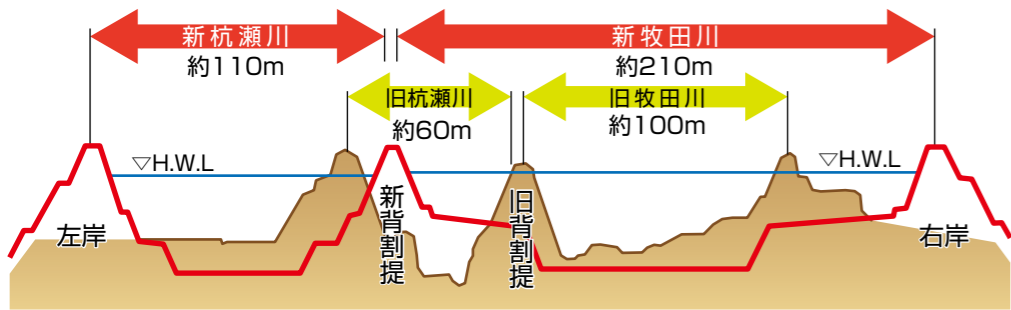 新杭瀬川
約110m
新牧田川
約210m
旧杭瀬川
約60m
旧牧田川
約100m
▽H.W.L
▽H.W.L
左岸
新背割提
旧背割提
右岸